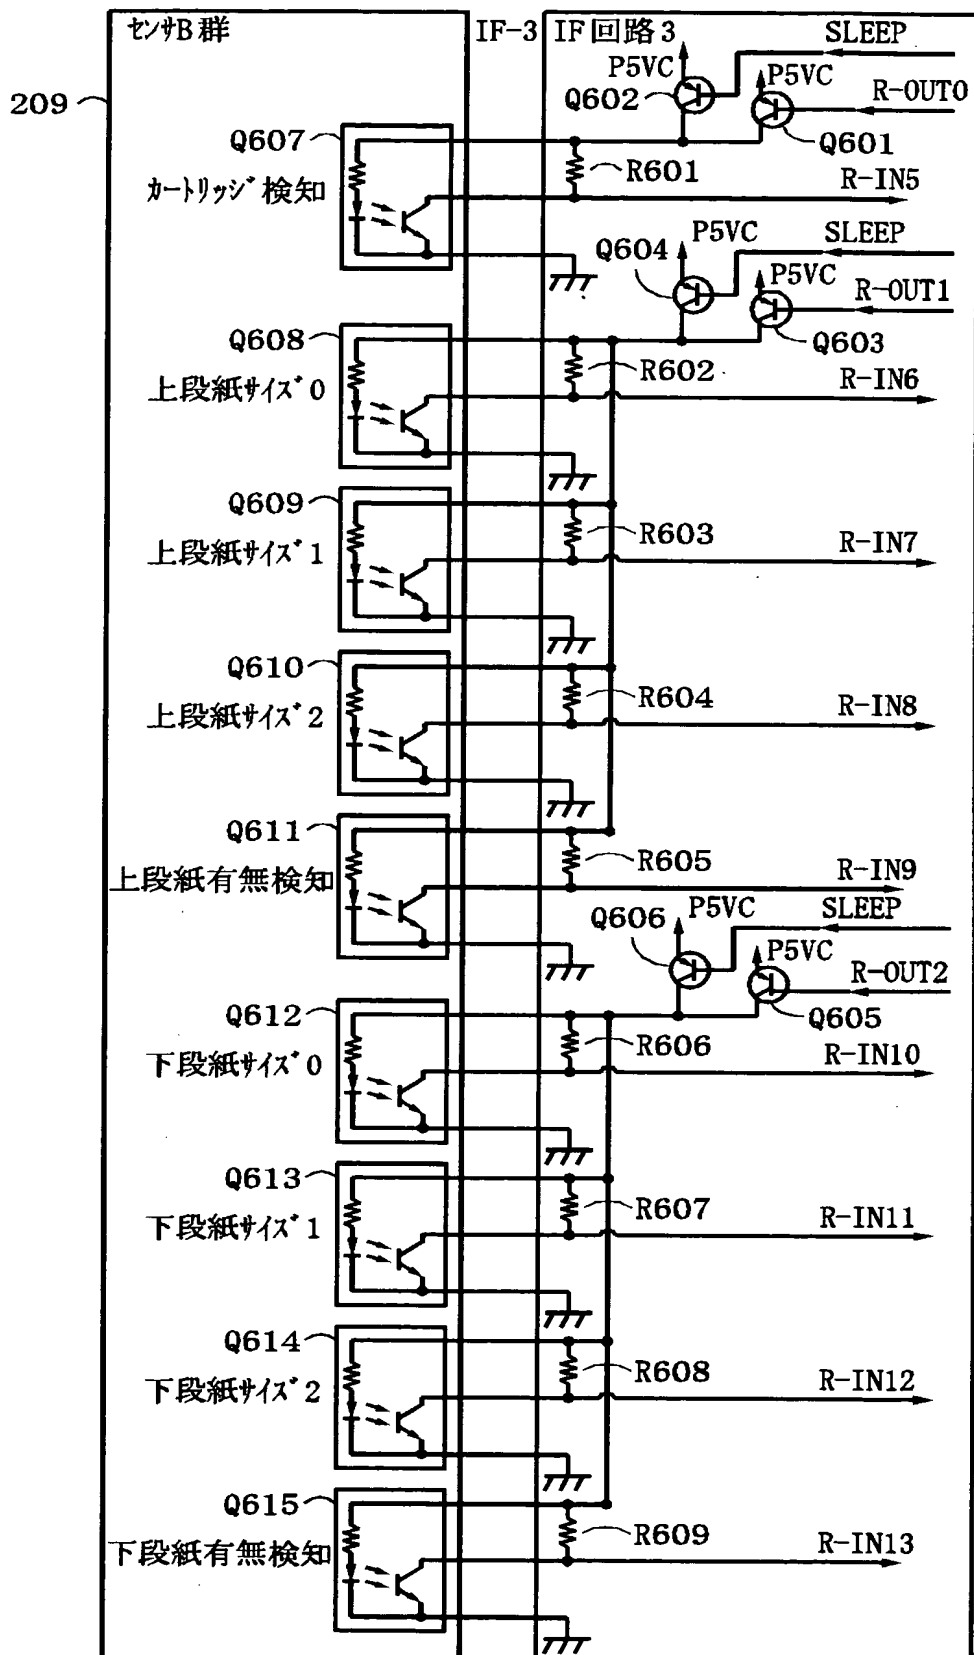 センサB群
IF-3
IF回路3
SLEEP
P5VC
P5VC
209
Q602
R-OUT0
Q607
Q601
カートリッジ検知
R601
R-IN5
P5VC
SLEEP
Q604
P5VC
R-OUT1
Q608
Q603
上段紙サイズ0
R602
R-IN6
Q609
上段紙サイズ1
R603
R-IN7
Q610
上段紙サイズ2
R604
R-IN8
Q611
上段紙有無検知
R605
R-IN9
P5VC
SLEEP
Q606
P5VC
R-OUT2
Q612
Q605
下段紙サイズ0
R606
R-IN10
Q613
下段紙サイズ1
R607
R-IN11
Q614
下段紙サイズ2
R608
R-IN12
Q615
下段紙有無検知
R609
R-IN13